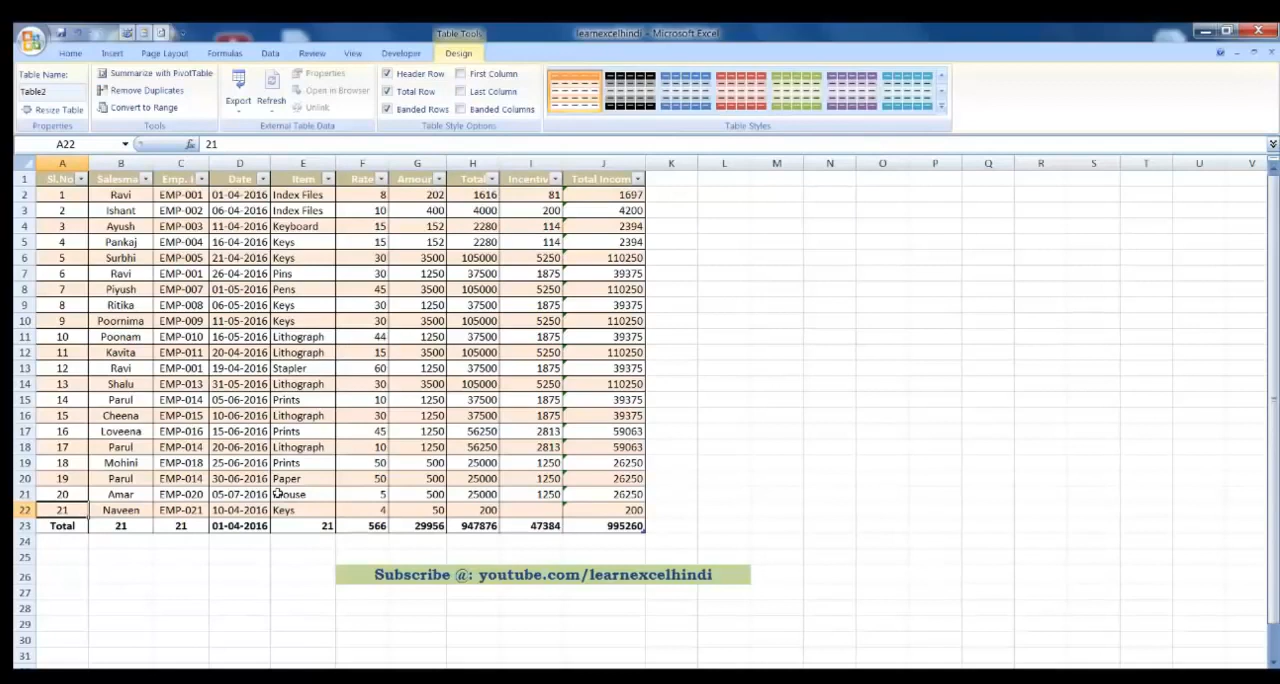 Table Tools
learnexcelhindi - Microsoft Excel
Home Insert Page Layout Formulas Data Review View Developer Design
Table Name:
Table2
Resize Table
Properties
Summarize with PivotTable
Remove Duplicates
Convert to Range
Tools
Export Refresh
Properties
Open in Browser
Unlink
External Table Data
Header Row First Column
Total Row Last Column
Banded Rows Banded Columns
Table Style Options
Table Styles
A22 fx 21
A B C D E F G H I J K L M N O P Q R S T U V
1 Sl.No Salesma Emp. I Date Item Rate Amour Total Incentiv Total Incom
2 1 Ravi EMP-001 01-04-2016 Index Files 8 202 1616 81 1697
3 2 Ishant EMP-002 06-04-2016 Index Files 10 400 4000 200 4200
4 3 Ayush EMP-003 11-04-2016 Keyboard 15 152 2280 114 2394
5 4 Pankaj EMP-004 16-04-2016 Keys 15 152 2280 114 2394
6 5 Surbhi EMP-005 21-04-2016 Keys 30 3500 105000 5250 110250
7 6 Ravi EMP-001 26-04-2016 Pins 30 1250 37500 1875 39375
8 7 Piyush EMP-007 01-05-2016 Pens 45 3500 105000 5250 110250
9 8 Ritika EMP-008 06-05-2016 Keys 30 1250 37500 1875 39375
10 9 Poornima EMP-009 11-05-2016 Keys 30 3500 105000 5250 110250
11 10 Poonam EMP-010 16-05-2016 Lithograph 44 1250 37500 1875 39375
12 11 Kavita EMP-011 20-04-2016 Lithograph 15 3500 105000 5250 110250
13 12 Ravi EMP-001 19-04-2016 Stapler 60 1250 37500 1875 39375
14 13 Shalu EMP-013 31-05-2016 Lithograph 30 3500 105000 5250 110250
15 14 Parul EMP-014 05-06-2016 Prints 10 1250 37500 1875 39375
16 15 Cheena EMP-015 10-06-2016 Lithograph 30 1250 37500 1875 39375
17 16 Loveena EMP-016 15-06-2016 Prints 45 1250 56250 2813 59063
18 17 Parul EMP-014 20-06-2016 Lithograph 10 1250 56250 2813 59063
19 18 Mohini EMP-018 25-06-2016 Prints 50 500 25000 1250 26250
20 19 Parul EMP-014 30-06-2016 Paper 50 500 25000 1250 26250
21 20 Amar EMP-020 05-07-2016 Mouse 5 500 25000 1250 26250
22 21 Naveen EMP-021 10-04-2016 Keys 4 50 200 200
23 Total 21 21 01-04-2016 21 566 29956 947876 47384 995260
24
25
26 Subscribe @: youtube.com/learnexcelhindi
27
28
29
30
31